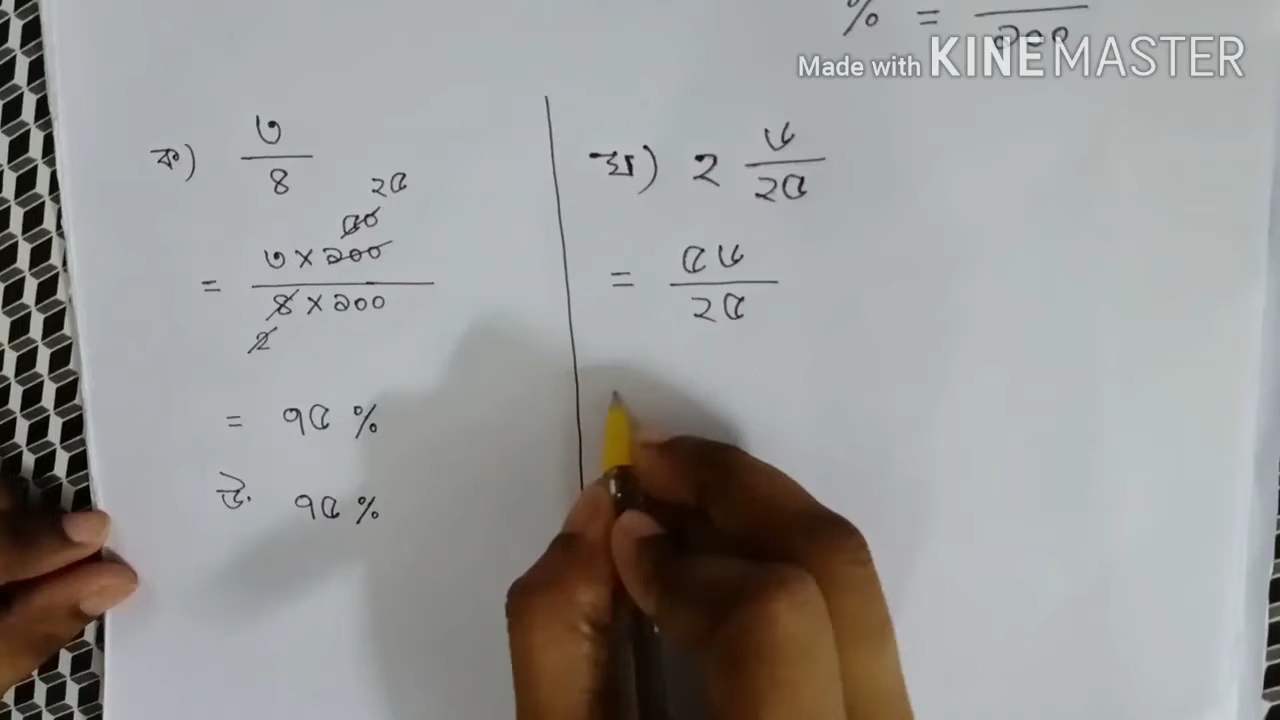 % = ——
১০০
Made with KINEMASTER
ক) ৩/৪
২৫
৫০
= ৩ × ১০০ / ৪ × ১০০
২
= ৭৫ %
উ. ৭৫ %
খ) ২ ৬/২৫
= ৫৬/২৫